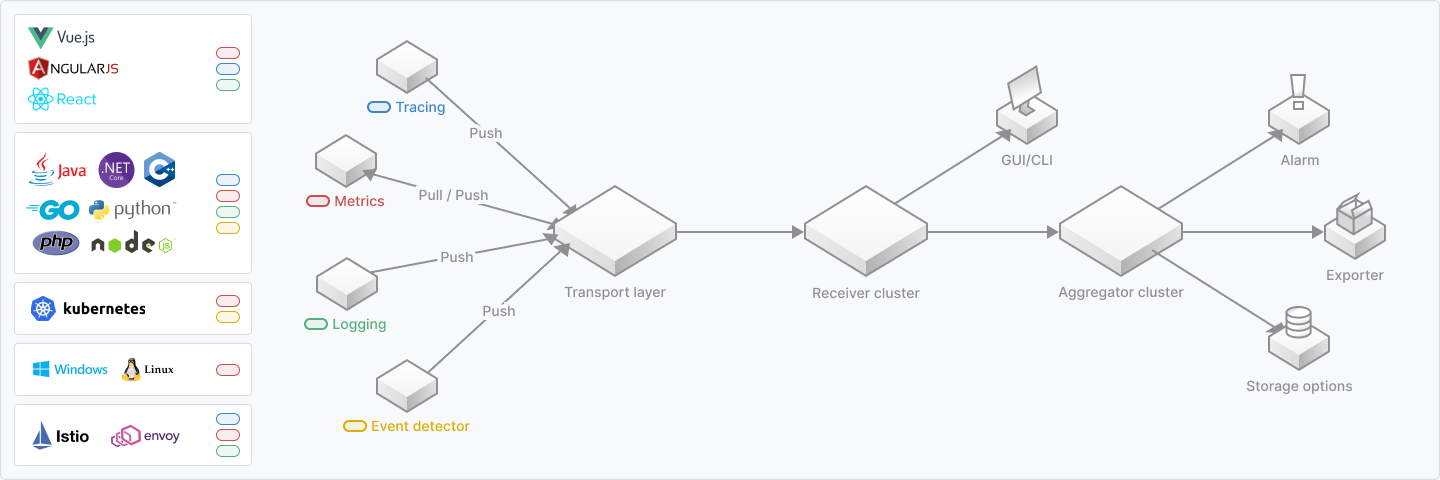 Vue.js
ANGULARJS
React
Java
.NET
Core
C++
GO
python™
php
node
JS
kubernetes
Windows
Linux
Istio
envoy
Tracing
Metrics
Logging
Event detector
Push
Pull / Push
Push
Push
Transport layer
Receiver cluster
GUI/CLI
Aggregator cluster
Alarm
Exporter
Storage options